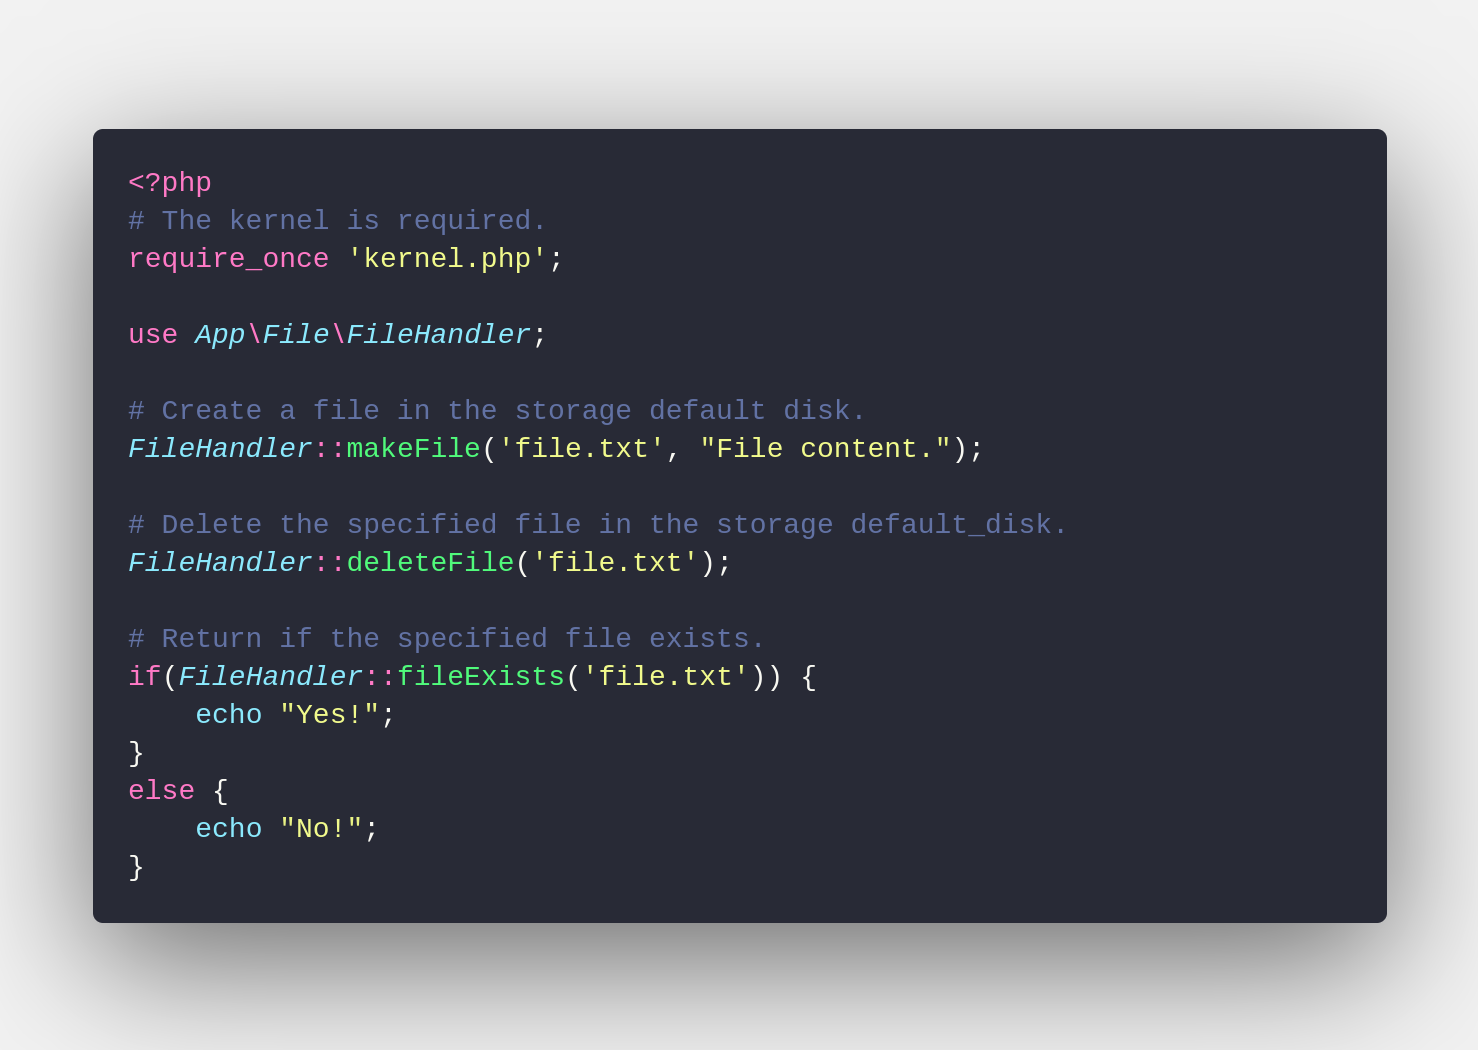 <?php
# The kernel is required.
require_once 'kernel.php';

use App\File\FileHandler;

# Create a file in the storage default disk.
FileHandler::makeFile('file.txt', "File content.");

# Delete the specified file in the storage default_disk.
FileHandler::deleteFile('file.txt');

# Return if the specified file exists.
if(FileHandler::fileExists('file.txt')) {
    echo "Yes!";
}
else {
    echo "No!";
}